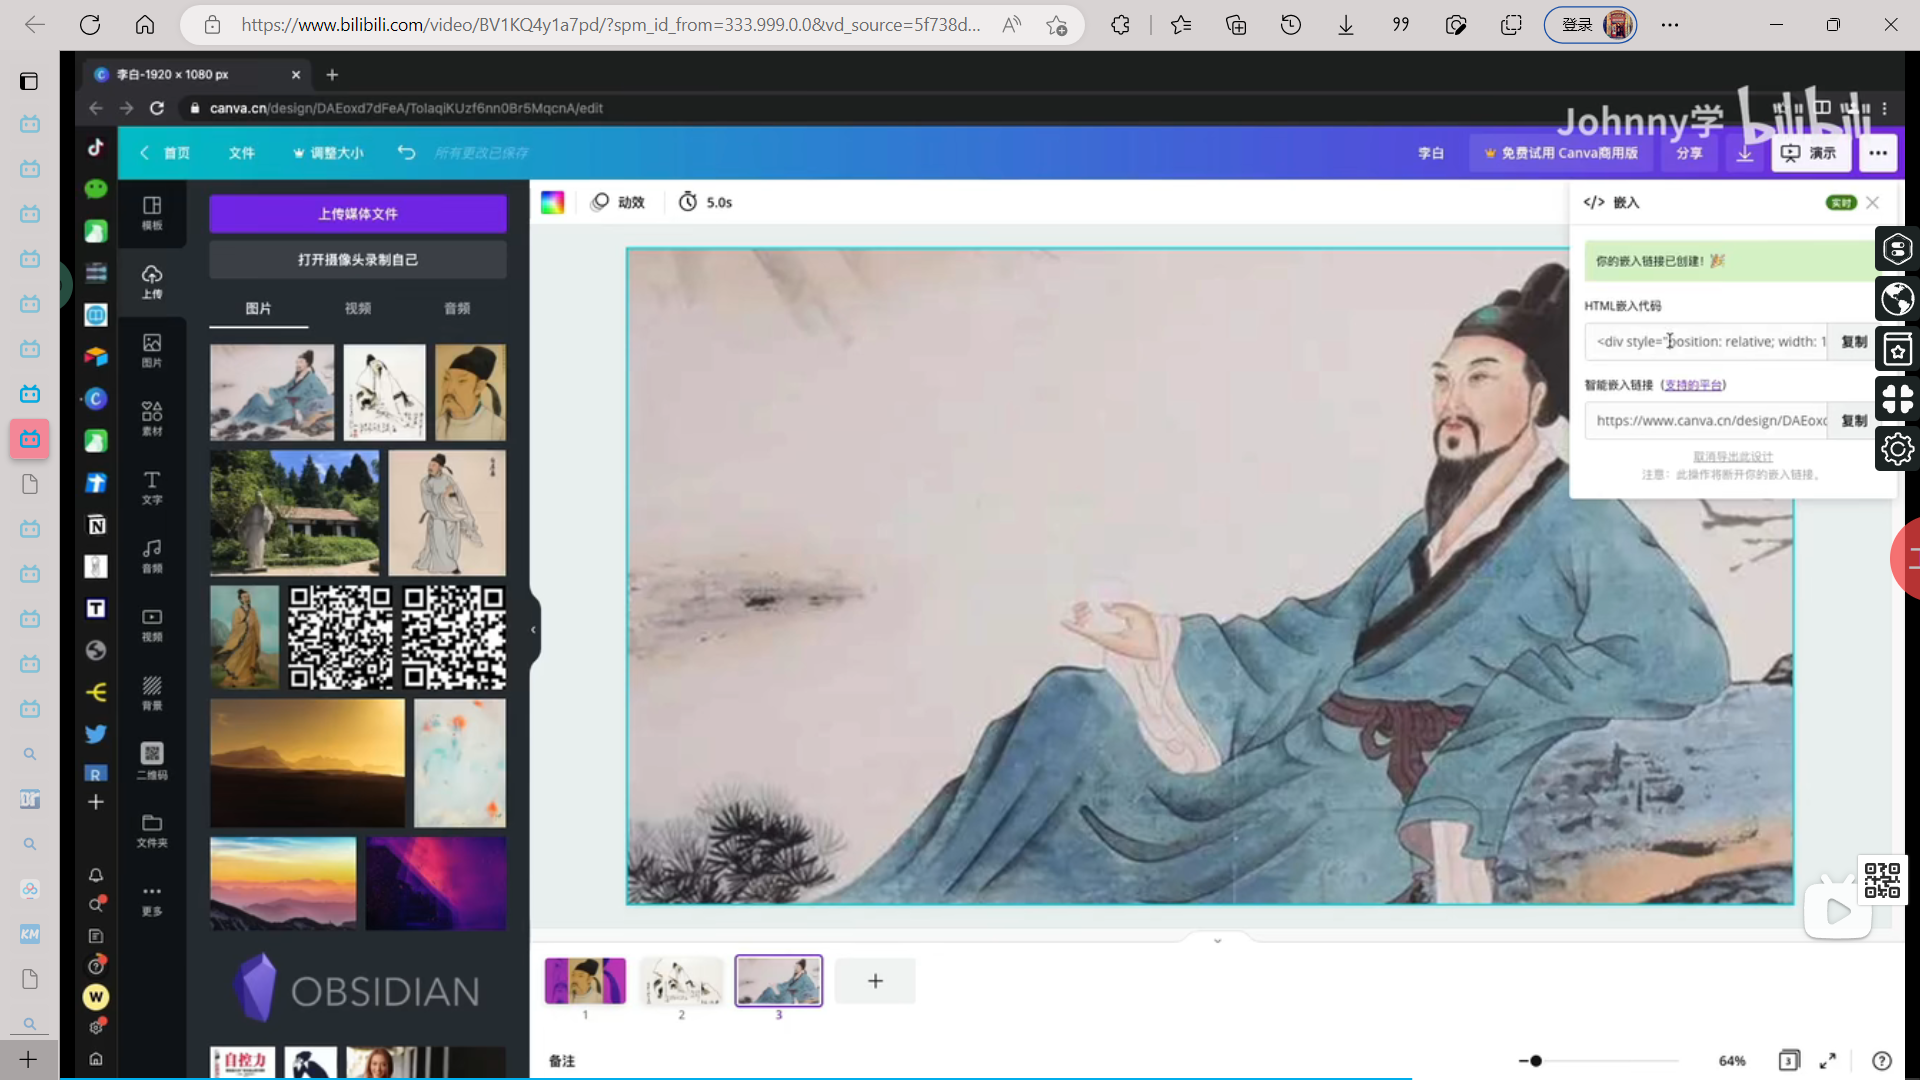 https://www.bilibili.com/video/BV1KQ4y1a7pd/?spm_id_from=333.999.0.0&vd_source=5f738d...
登录
李白-1920 × 1080 px
canva.cn/design/DAEoxd7dFeA/TolaqiKUzf6nn0Br5MqcnA/edit
Johnny学
bilibili
首页
文件
调整大小
所有更改已保存
李白
免费试用 Canva商用版
分享
演示
模板
上传
图片
素材
文字
音频
视频
背景
二维码
文件夹
更多
上传媒体文件
打开摄像头录制自己
图片
视频
音频
OBSIDIAN
自控力
动效
5.0s
</> 嵌入
实时
你的嵌入链接已创建！
HTML嵌入代码
<div style="position: relative; width: 1
复制
智能嵌入链接（支持的平台）
https://www.canva.cn/design/DAEoxd
复制
取消导出此设计
注意：此操作将断开你的嵌入链接。
1
2
3
备注
64%
3
KM
W